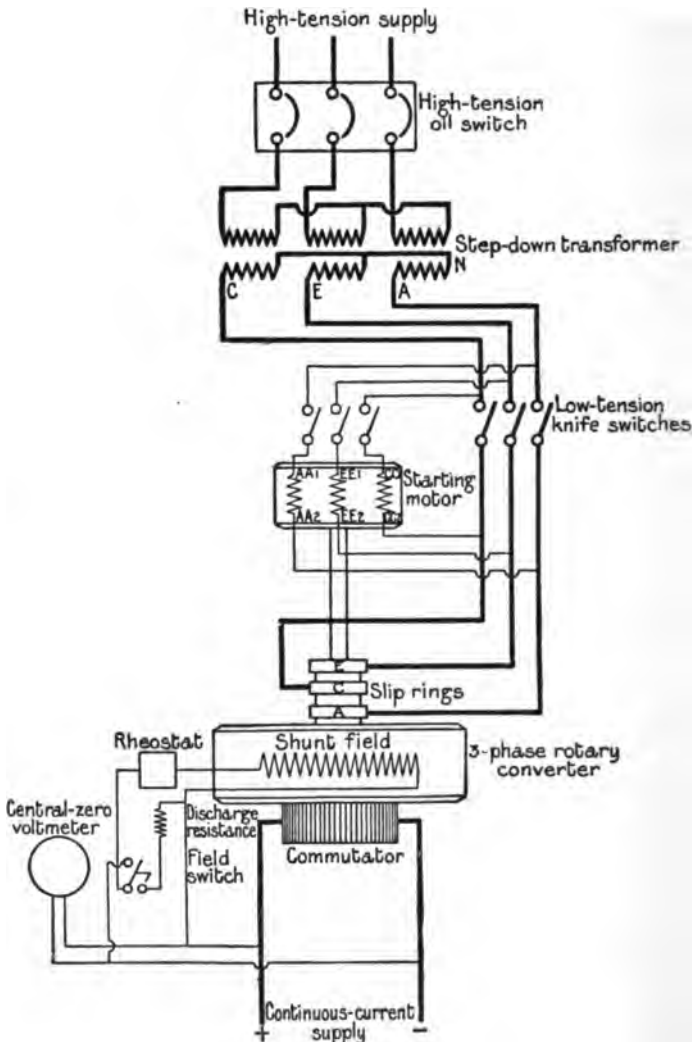 High-tension supply
High-tension
oil switch
Step-down transformer
N
C
E
A
Low-tension
knife switches
AA1
EE1
Starting
motor
AA2
EE2
E
C
Slip rings
A
Rheostat
Shunt field
3-phase rotary
converter
Central-zero
voltmeter
Discharge
resistance
Field
switch
Commutator
Continuous-current
supply
+
−